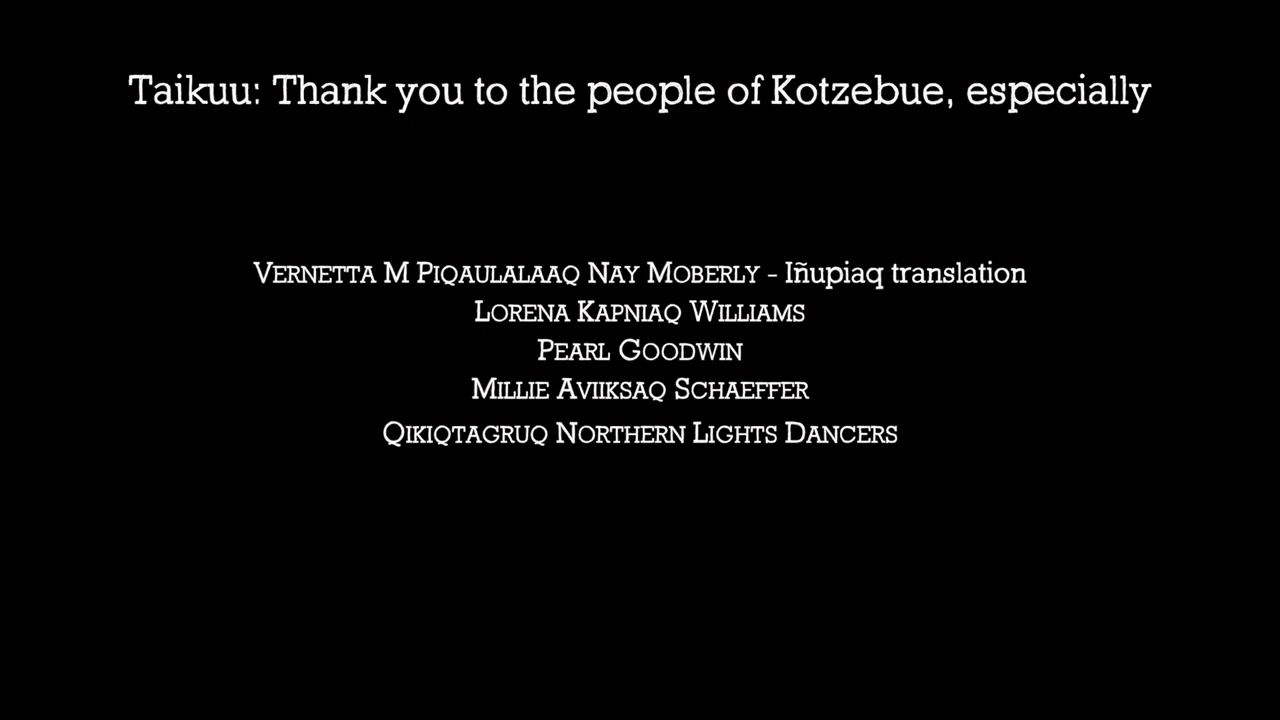 Taikuu: Thank you to the people of Kotzebue, especially
VERNETTA M PIQAULALAAQ NAY MOBERLY - Iñupiaq translation
LORENA KAPNIAQ WILLIAMS
PEARL GOODWIN
MILLIE AVIIKSAQ SCHAEFFER
QIKIQTAGRUQ NORTHERN LIGHTS DANCERS